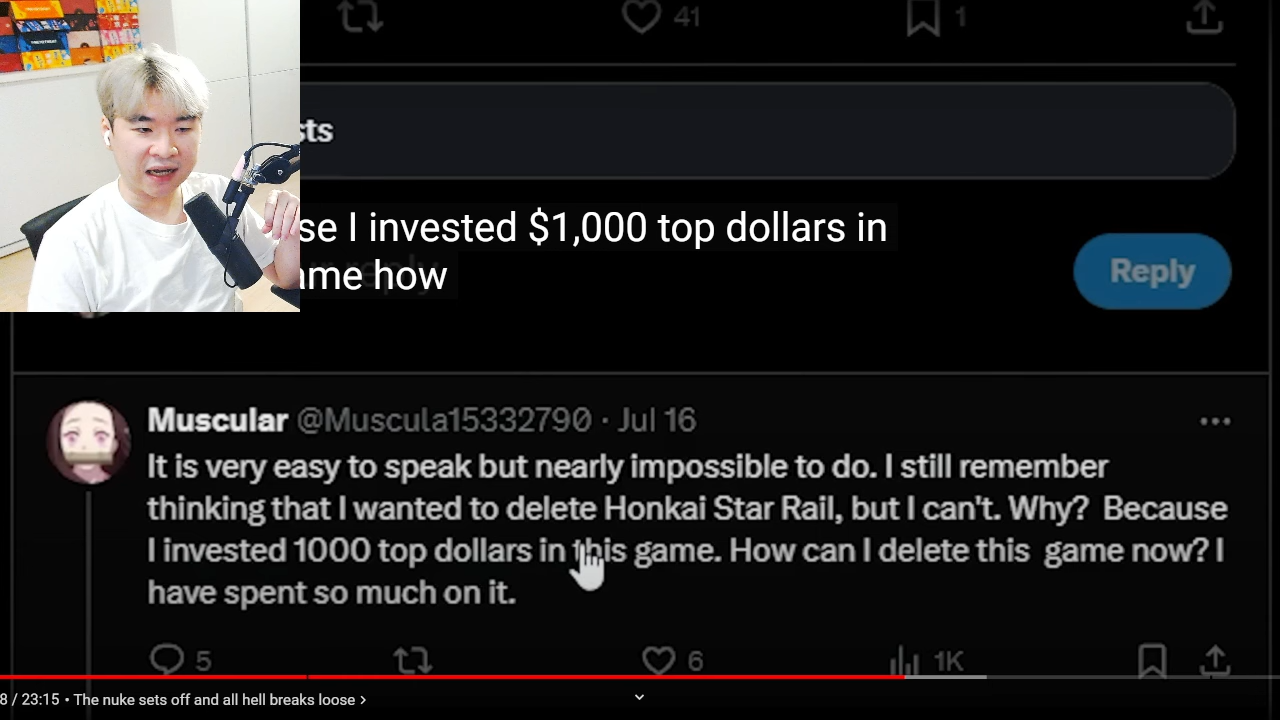 41
1
sts
se I invested $1,000 top dollars in
ame how
Reply
Muscular @Muscula15332790 · Jul 16
It is very easy to speak but nearly impossible to do. I still remember
thinking that I wanted to delete Honkai Star Rail, but I can't. Why? Because
I invested 1000 top dollars in this game. How can I delete this game now? I
have spent so much on it.
5
6
1K
8 / 23:15 • The nuke sets off and all hell breaks loose >